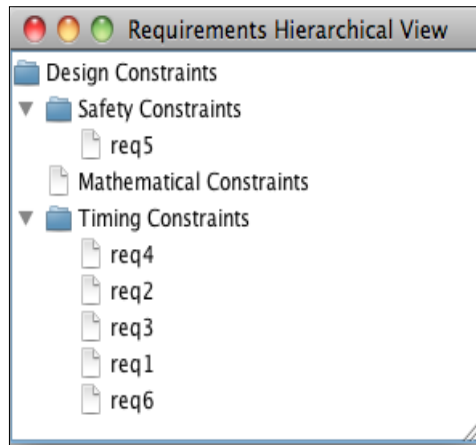 Requirements Hierarchical View
Design Constraints
Safety Constraints
req5
Mathematical Constraints
Timing Constraints
req4
req2
req3
req1
req6